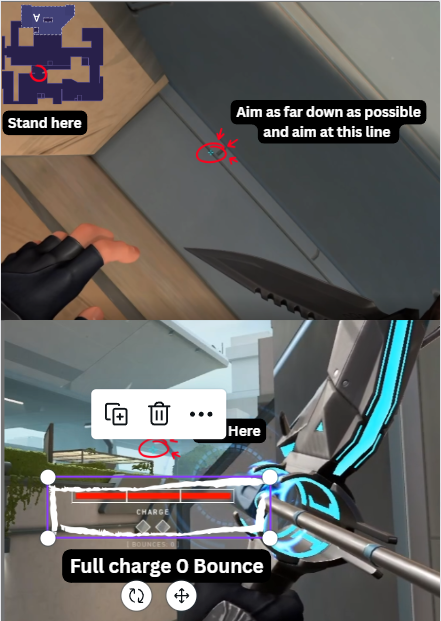 A
Stand here
Aim as far down as possible
and aim at this line
Here
CHARGE
BOUNCES
Full charge 0 Bounce